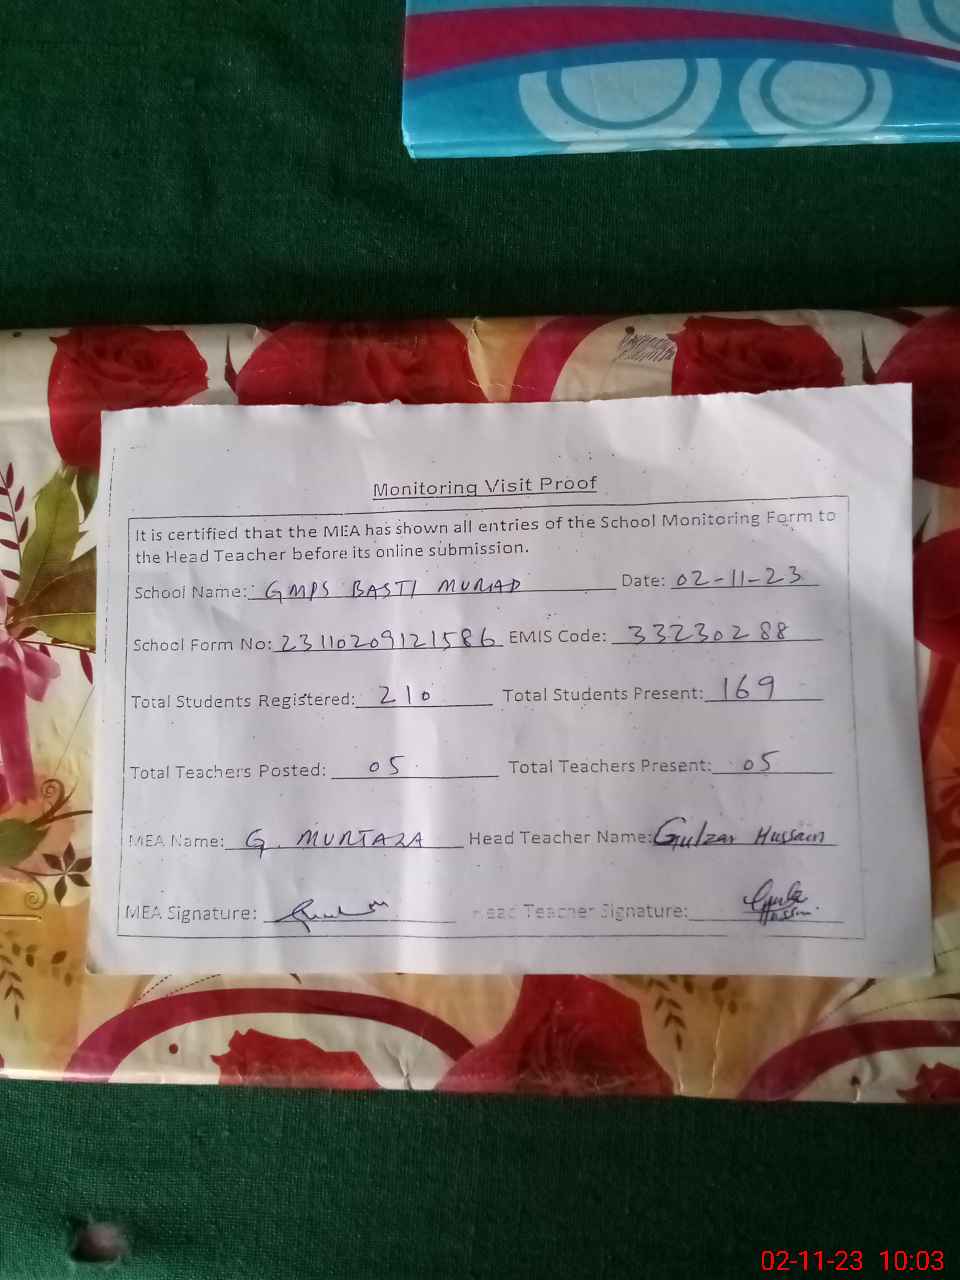 Monitoring Visit Proof
It is certified that the MEA has shown all entries of the School Monitoring Form to
the Head Teacher before its online submission.
School Name: GMPS BASTI MURAD Date: 02-11-23
School Form No: 23110209121586 EMIS Code: 33230288
Total Students Registered: 210 Total Students Present: 169
Total Teachers Posted: 05 Total Teachers Present: 05
MEA Name: G. MURTAZA Head Teacher Name: Gulzar Hussain
MEA Signature: Head Teacher Signature: Gulzar
Hussain
02-11-23 10:03